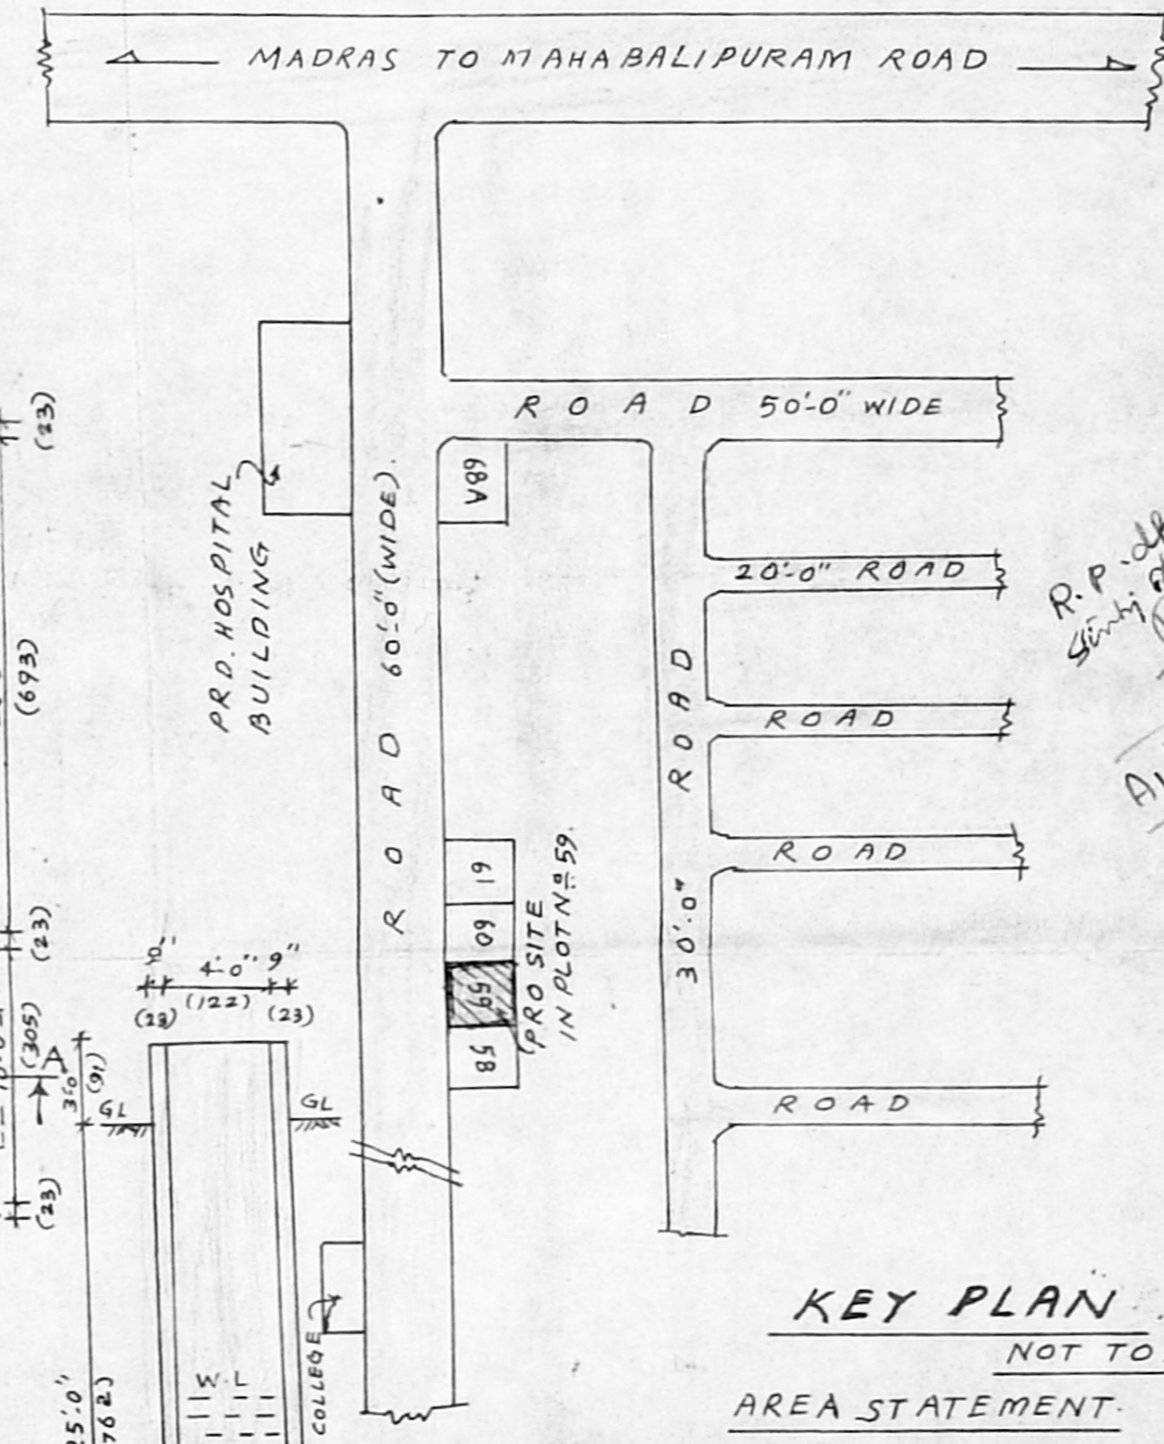 MADRAS TO MAHABALIPURAM ROAD
ROAD 50'-0" WIDE
68A
ROAD 60'-0" (WIDE).
PRD. HOSPITAL
BUILDING
20'-0" ROAD
ROAD
ROAD
30'-0" ROAD
ROAD
61
60
59
58
PRO SITE
IN PLOT Nº 59.
(23)
(693)
(23)
(305)
(23)
A
4'-0" 9"
(23) (122) (23)
3'-0"
(91)
GL
GL
W.L
25'-0"
(762)
COLLEGE
R. P.
KEY PLAN
NOT TO
AREA STATEMENT.